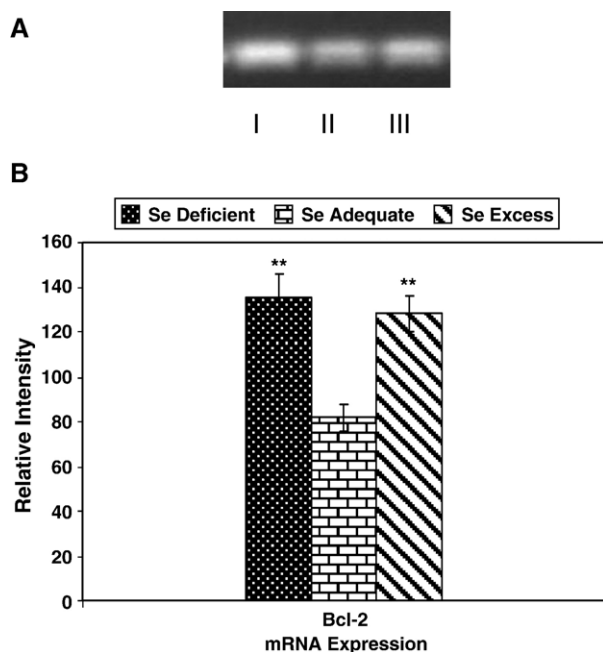 A
I II III
B
Se Deficient Se Adequate Se Excess
160
140
120
100
80
60
40
20
0
Relative Intensity
** **
Bcl-2
mRNA Expression